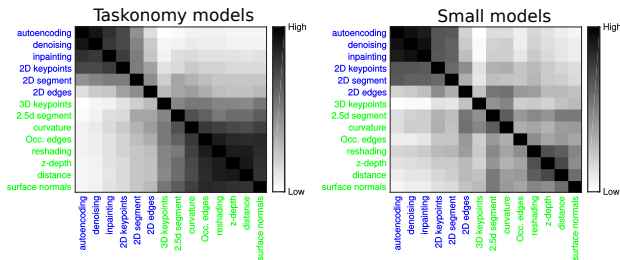 Taskonomy models
autoencoding
denoising
inpainting
2D keypoints
2D segment
2D edges
3D keypoints
2.5d segment
curvature
Occ. edges
reshading
z-depth
distance
surface normals
autoencoding
denoising
inpainting
2D keypoints
2D segment
2D edges
3D keypoints
2.5d segment
curvature
Occ. edges
reshading
z-depth
distance
surface normals
High
Low
Small models
autoencoding
denoising
inpainting
2D keypoints
2D segment
2D edges
3D keypoints
2.5d segment
curvature
Occ. edges
reshading
z-depth
distance
surface normals
autoencoding
denoising
inpainting
2D keypoints
2D segment
2D edges
3D keypoints
2.5d segment
curvature
Occ. edges
reshading
z-depth
distance
surface normals
High
Low